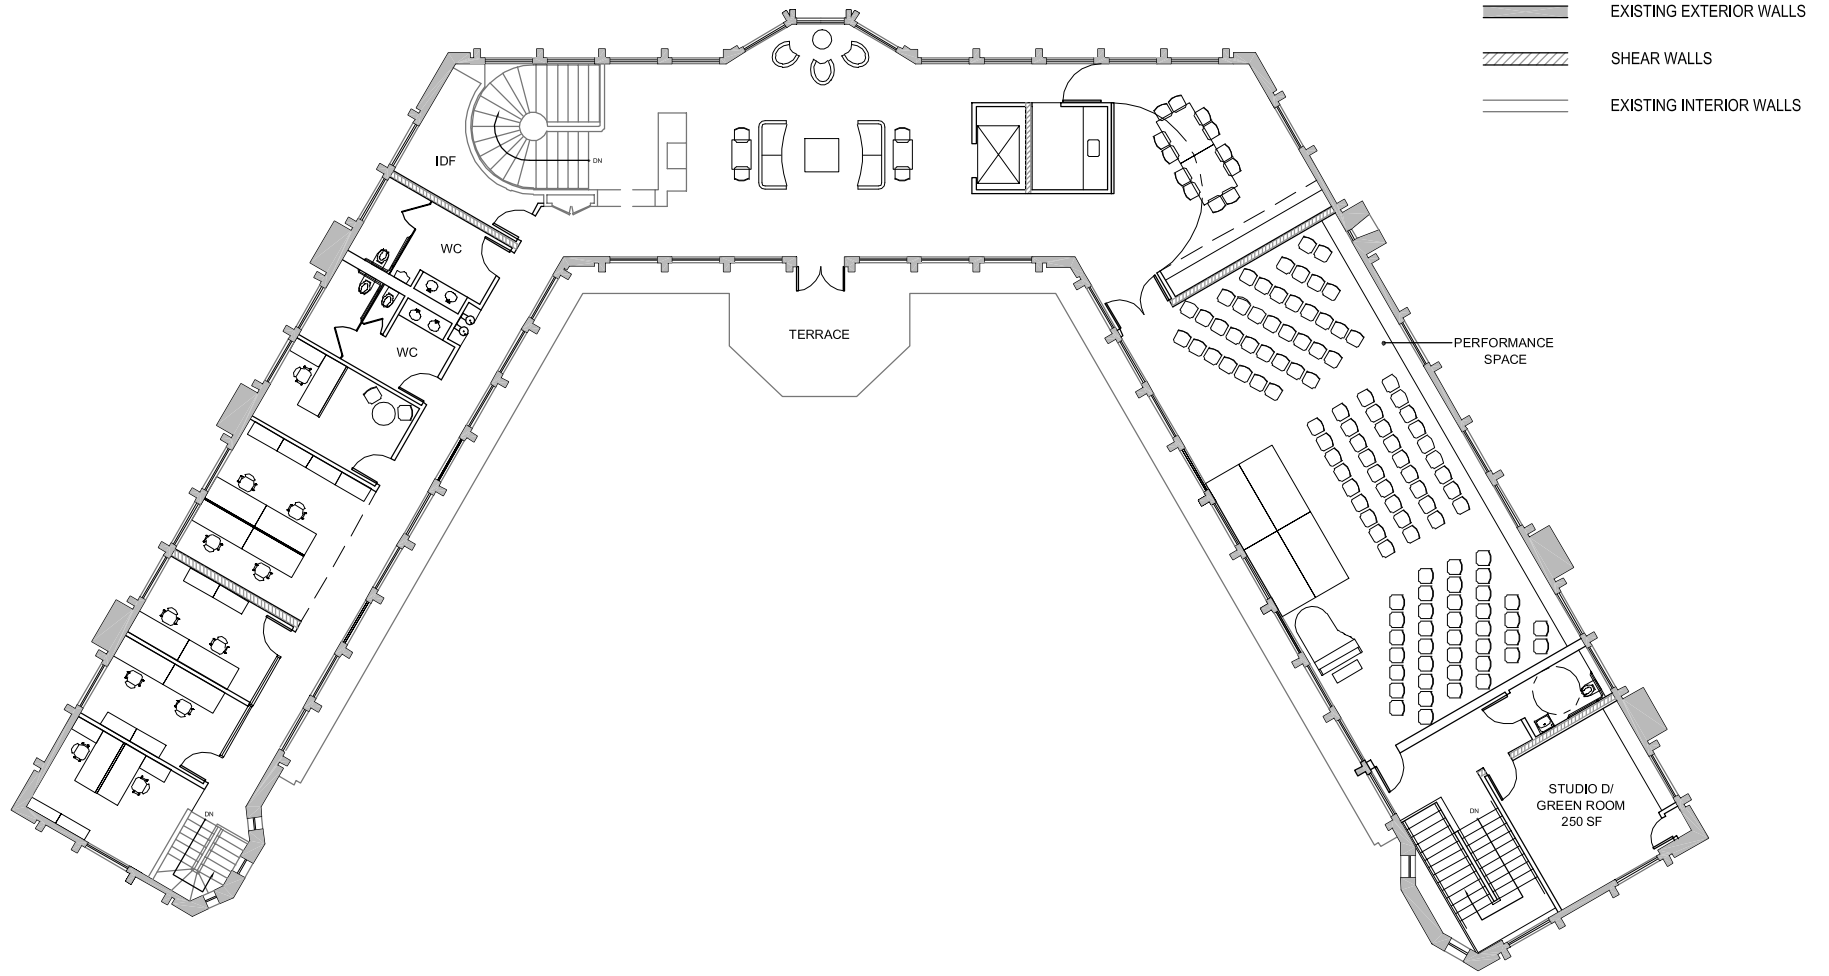 EXISTING EXTERIOR WALLS
SHEAR WALLS
EXISTING INTERIOR WALLS
IDF
DN
WC
WC
TERRACE
PERFORMANCE
SPACE
STUDIO D/
GREEN ROOM
250 SF
DN
DN